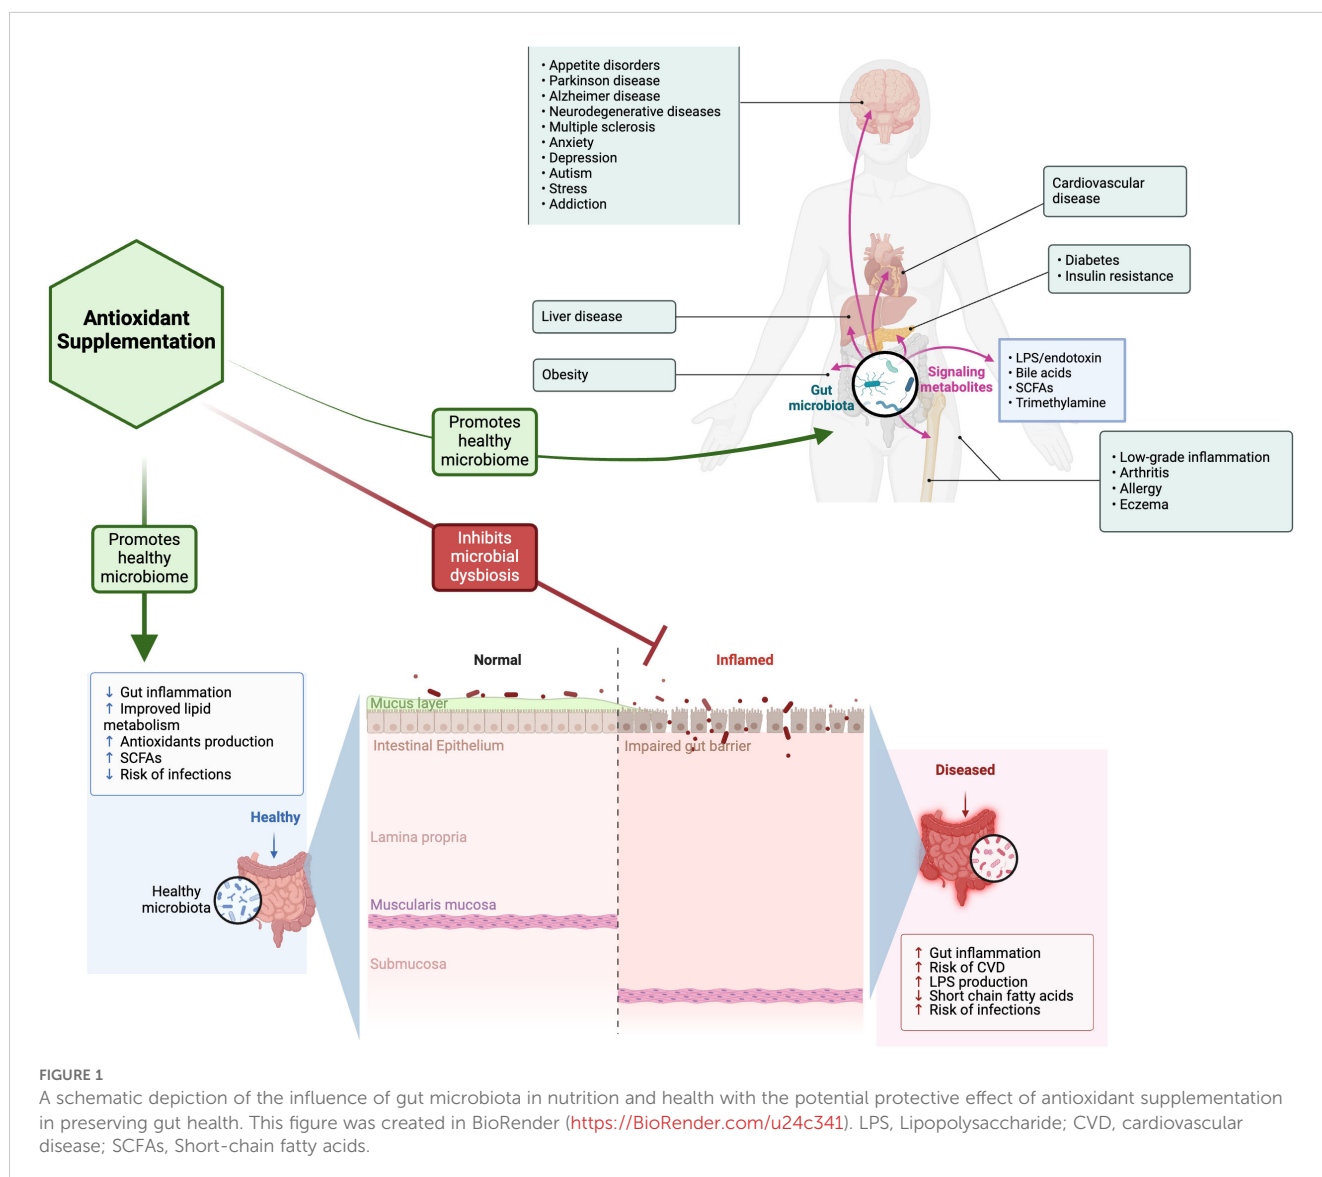 • Appetite disorders
• Parkinson disease
• Alzheimer disease
• Neurodegenerative diseases
• Multiple sclerosis
• Anxiety
• Depression
• Autism
• Stress
• Addiction
Cardiovascular
disease
• Diabetes
• Insulin resistance
Antioxidant
Supplementation
Liver disease
Obesity
Gut
microbiota
Signaling
metabolites
• LPS/endotoxin
• Bile acids
• SCFAs
• Trimethylamine
Promotes
healthy
microbiome
• Low-grade inflammation
• Arthritis
• Allergy
• Eczema
Promotes
healthy
microbiome
Inhibits
microbial
dysbiosis
Normal
Inflamed
↓ Gut inflammation
↑ Improved lipid
metabolism
↑ Antioxidants production
↑ SCFAs
↓ Risk of infections
Mucus layer
Intestinal Epithelium
Impaired gut barrier
Lamina propria
Muscularis mucosa
Submucosa
Healthy
Healthy
microbiota
Diseased
↑ Gut inflammation
↑ Risk of CVD
↑ LPS production
↓ Short chain fatty acids
↑ Risk of infections
FIGURE 1
A schematic depiction of the influence of gut microbiota in nutrition and health with the potential protective effect of antioxidant supplementation
in preserving gut health. This figure was created in BioRender (https://BioRender.com/u24c341). LPS, Lipopolysaccharide; CVD, cardiovascular
disease; SCFAs, Short-chain fatty acids.